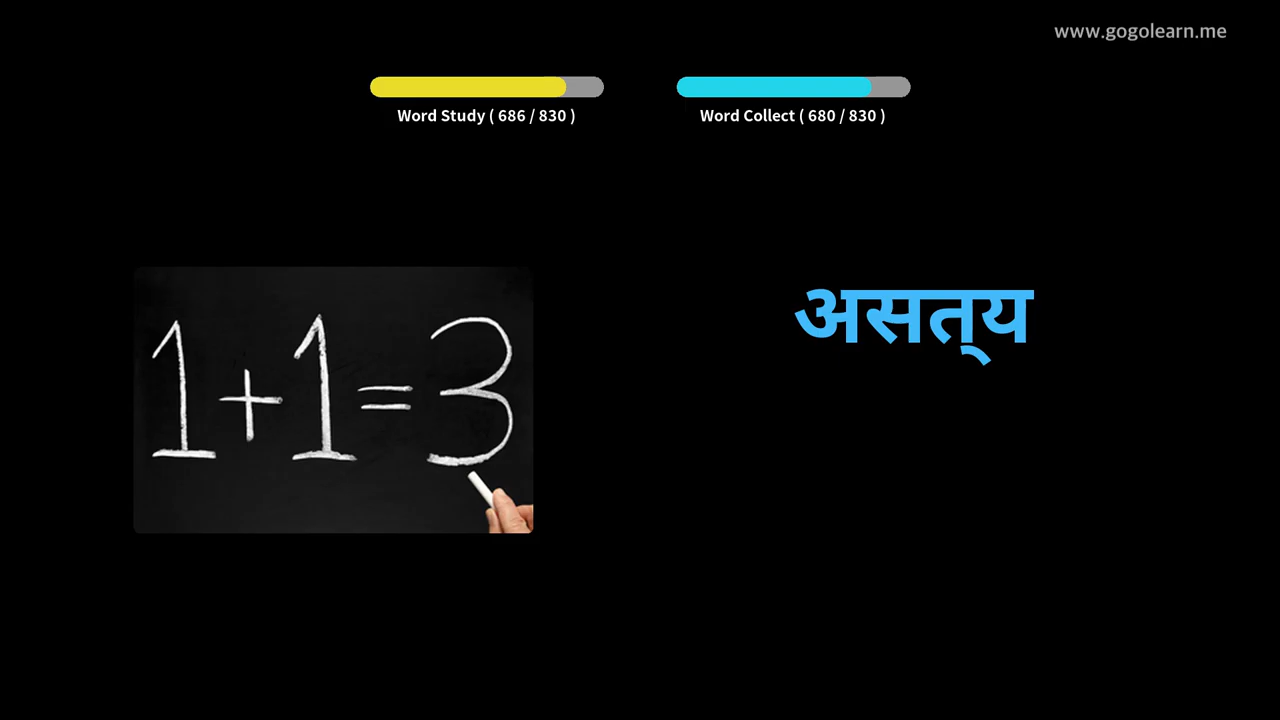 www.gogolearn.me
Word Study ( 686 / 830 )
Word Collect ( 680 / 830 )
असत्‌य
1+1=3